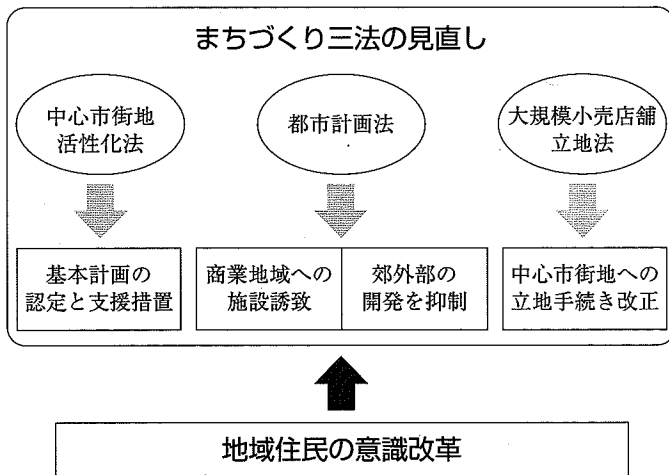 まちづくり三法の見直し
中心市街地
活性化法
都市計画法
大規模小売店舗
立地法
基本計画の
認定と支援措置
商業地域への
施設誘致
郊外部の
開発を抑制
中心市街地への
立地手続き改正
地域住民の意識改革